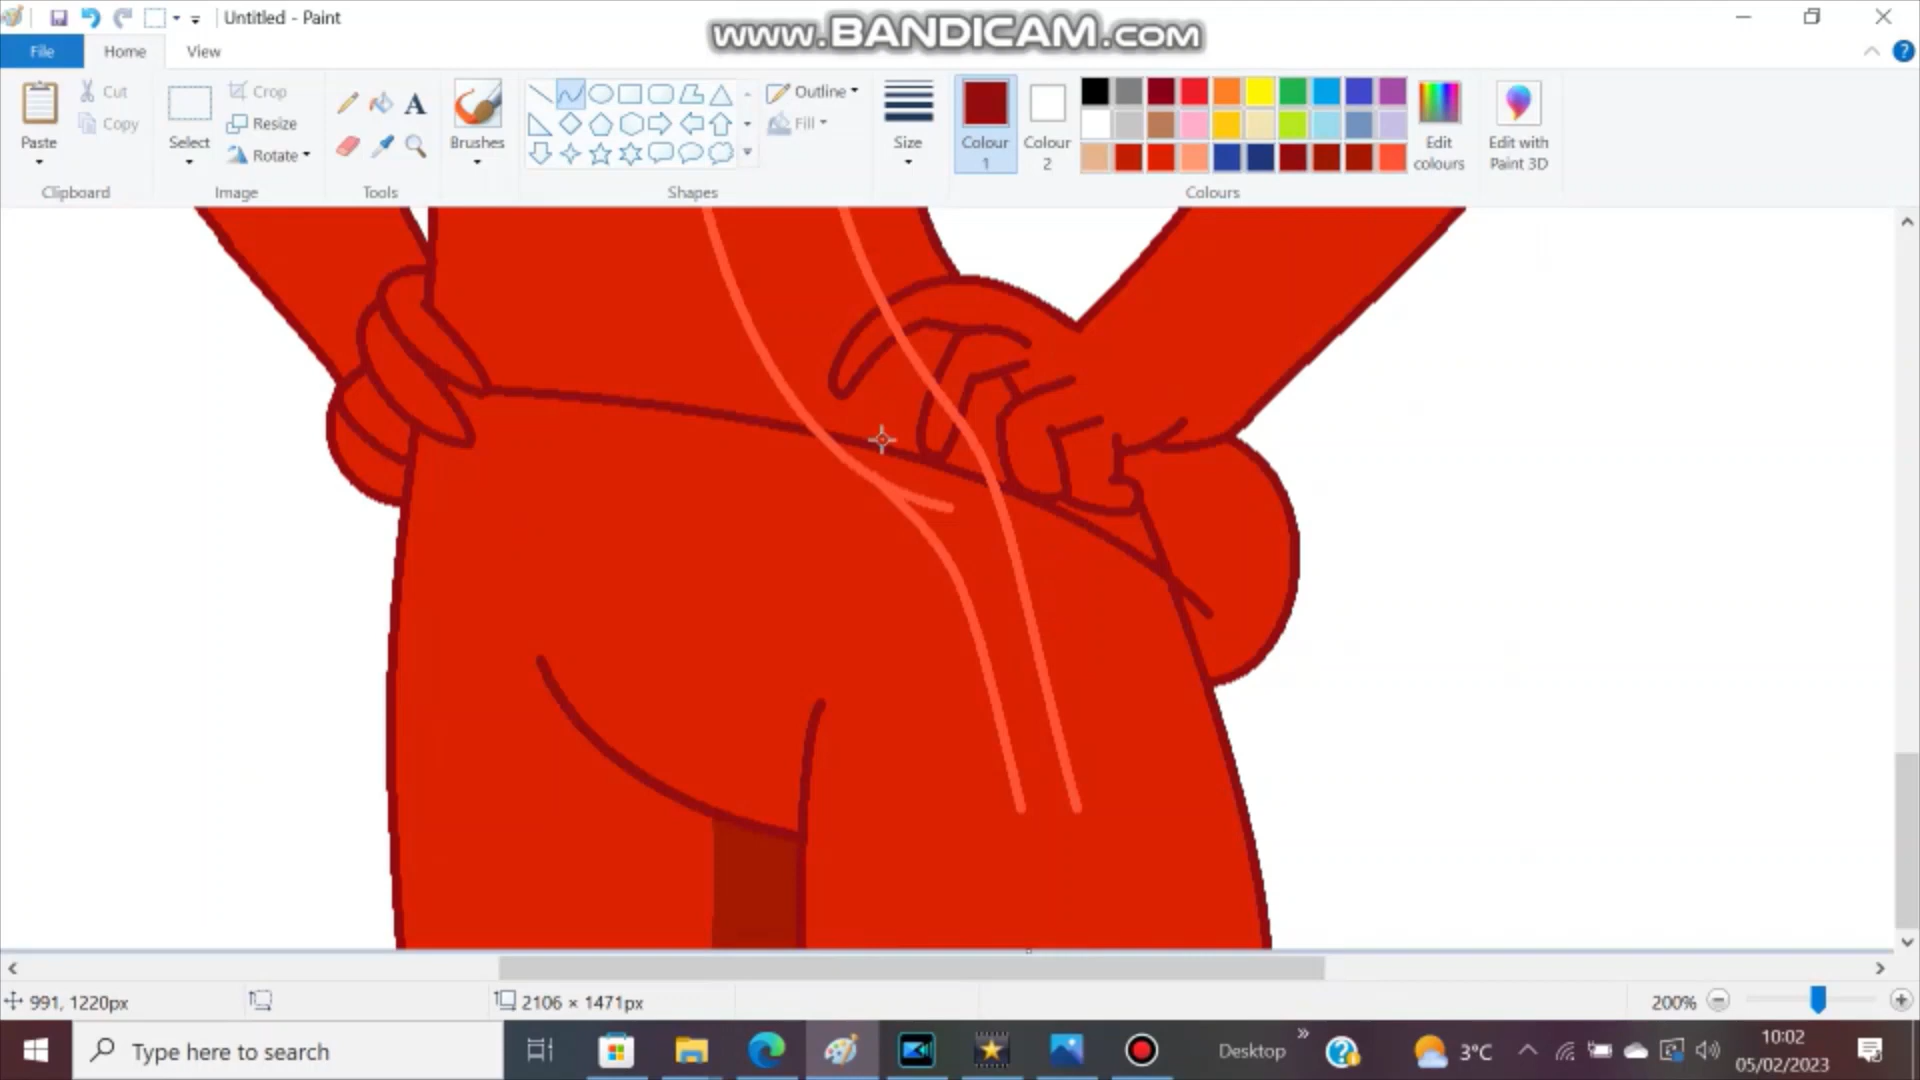 Untitled - Paint
www.BANDICAM.com
File
Home
View
Paste
Cut
Copy
Clipboard
Select
Crop
Resize
Rotate
Image
A
Tools
Brushes
Outline
Fill
Shapes
Size
Colour 1
Colour 2
Edit colours
Edit with Paint 3D
Colours
991, 1220px
2106 × 1471px
200%
Type here to search
Desktop
3°C
10:02
05/02/2023